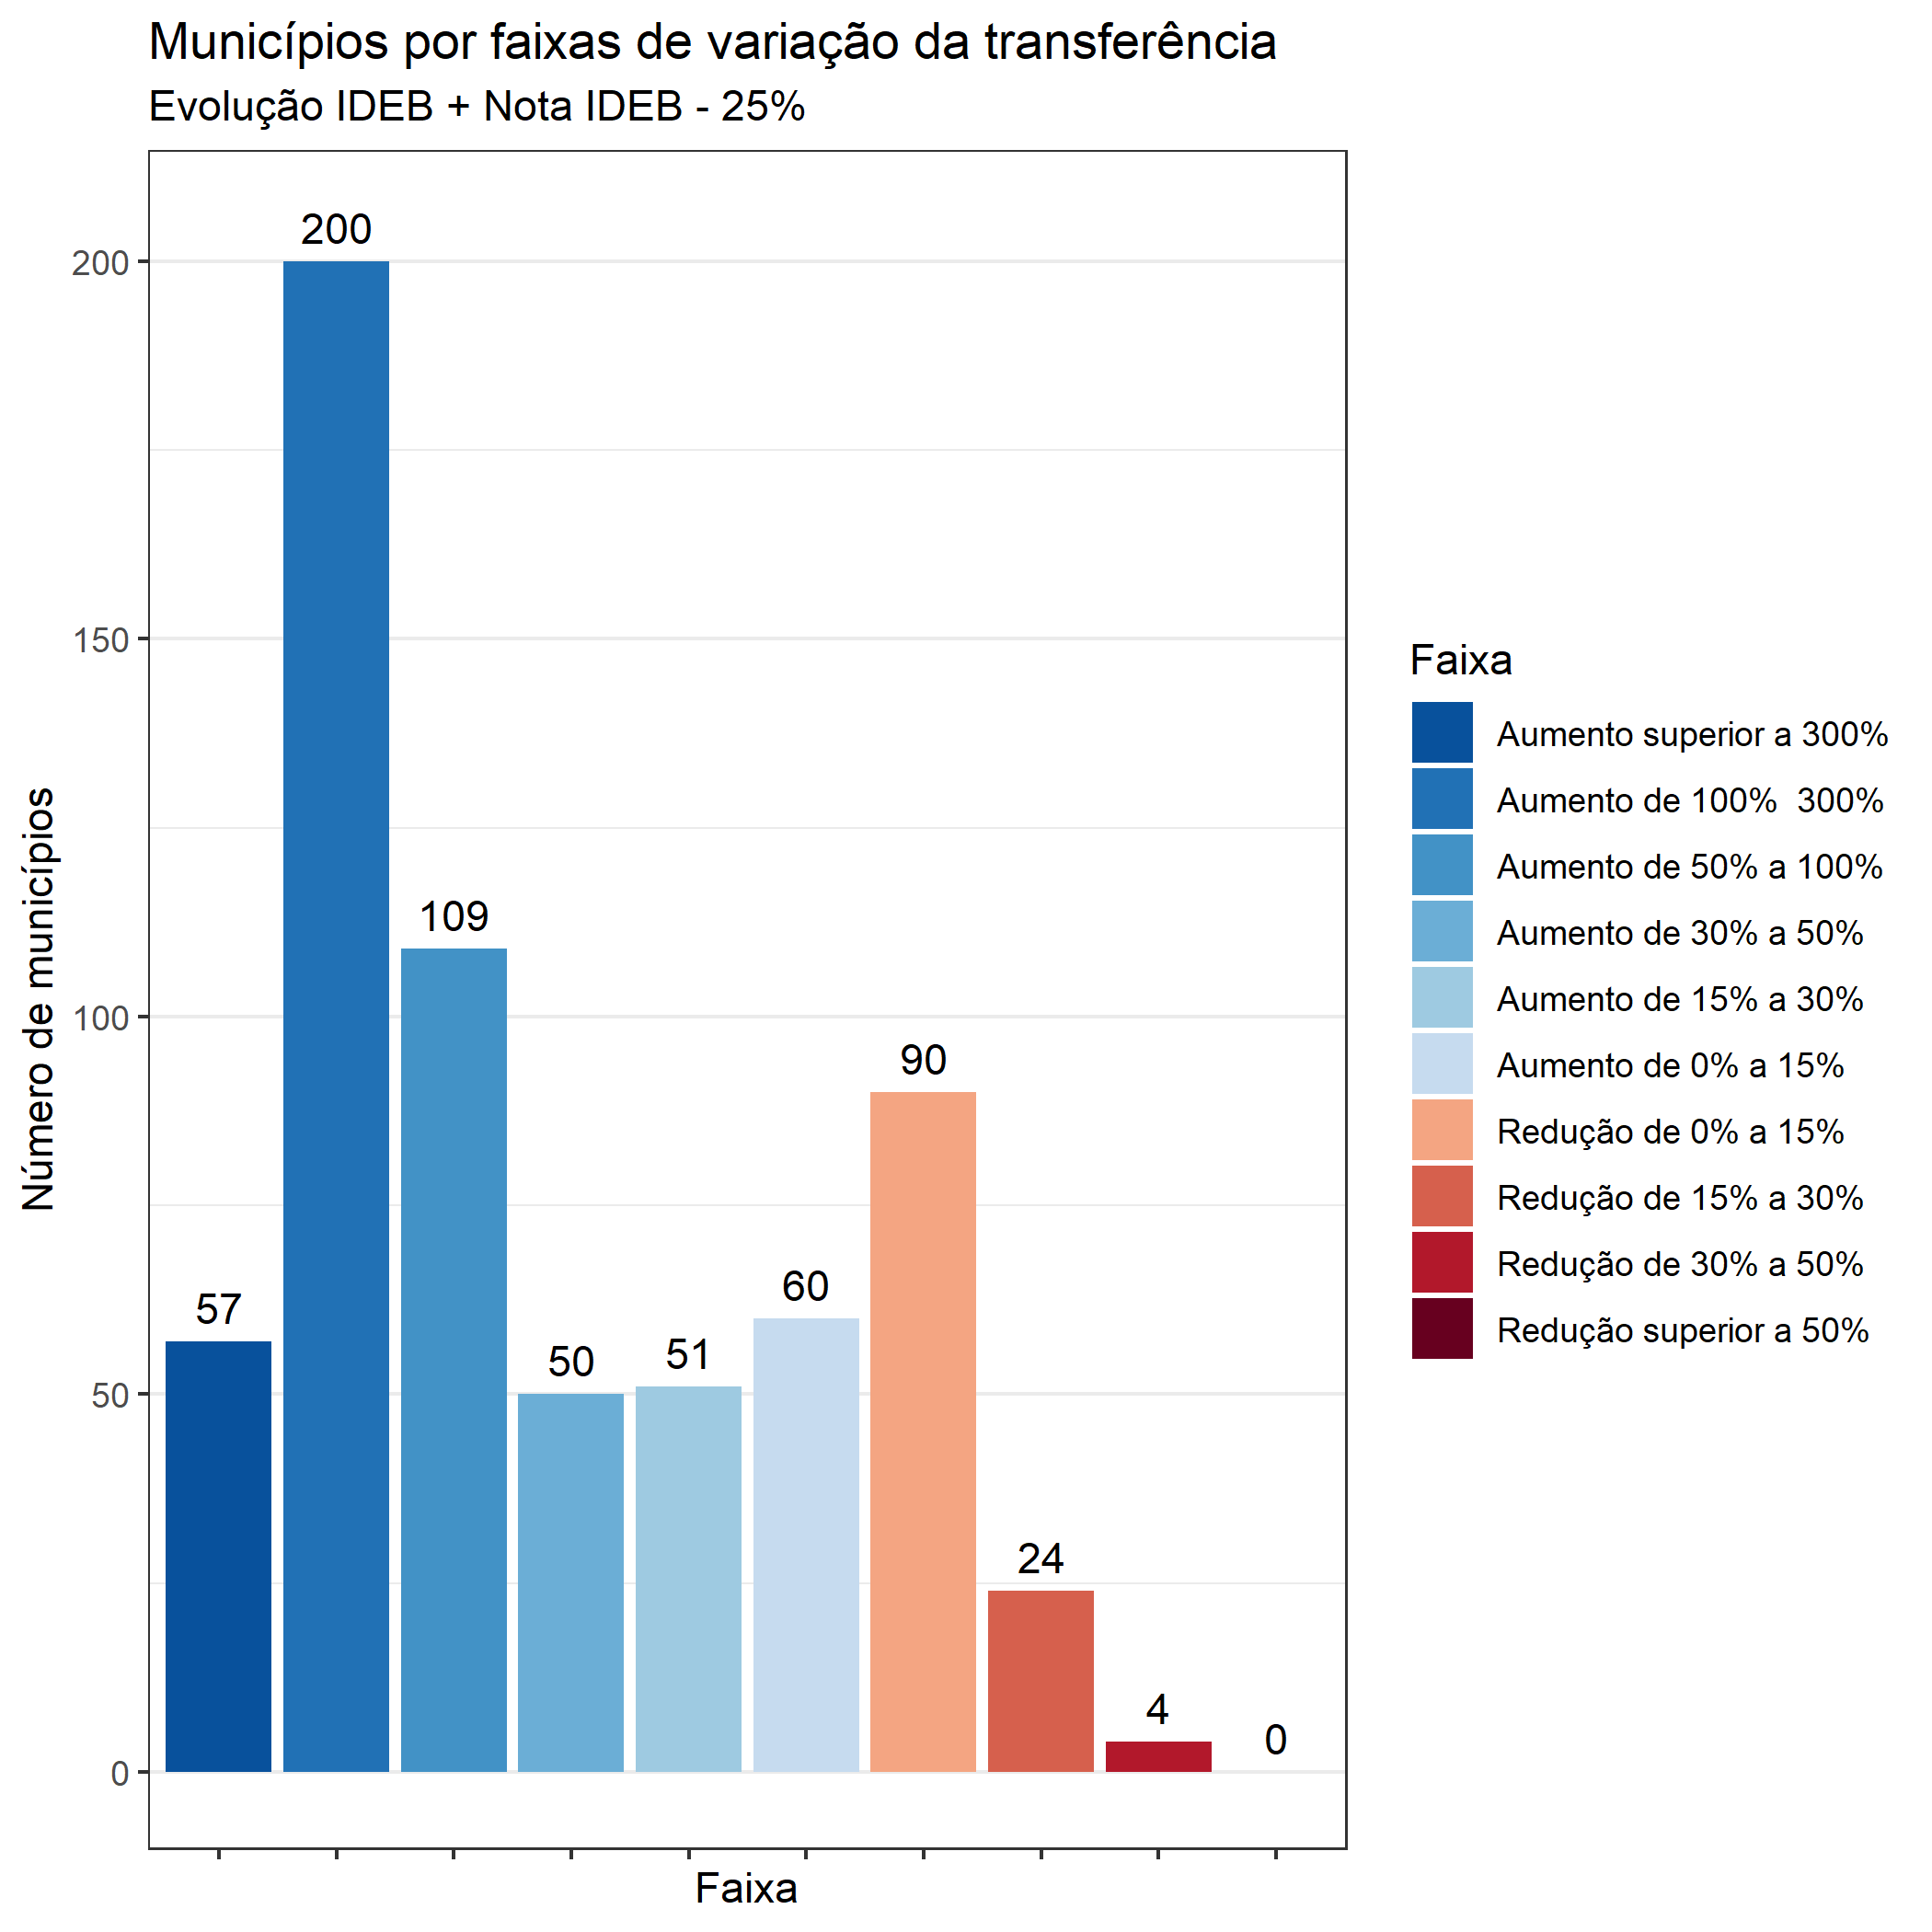 Municípios por faixas de variação da transferência
Evolução IDEB + Nota IDEB - 25%
Número de municípios
200
150
100
50
0
57
200
109
50
51
60
90
24
4
0
Faixa
Faixa
Aumento superior a 300%
Aumento de 100%  300%
Aumento de 50% a 100%
Aumento de 30% a 50%
Aumento de 15% a 30%
Aumento de 0% a 15%
Redução de 0% a 15%
Redução de 15% a 30%
Redução de 30% a 50%
Redução superior a 50%